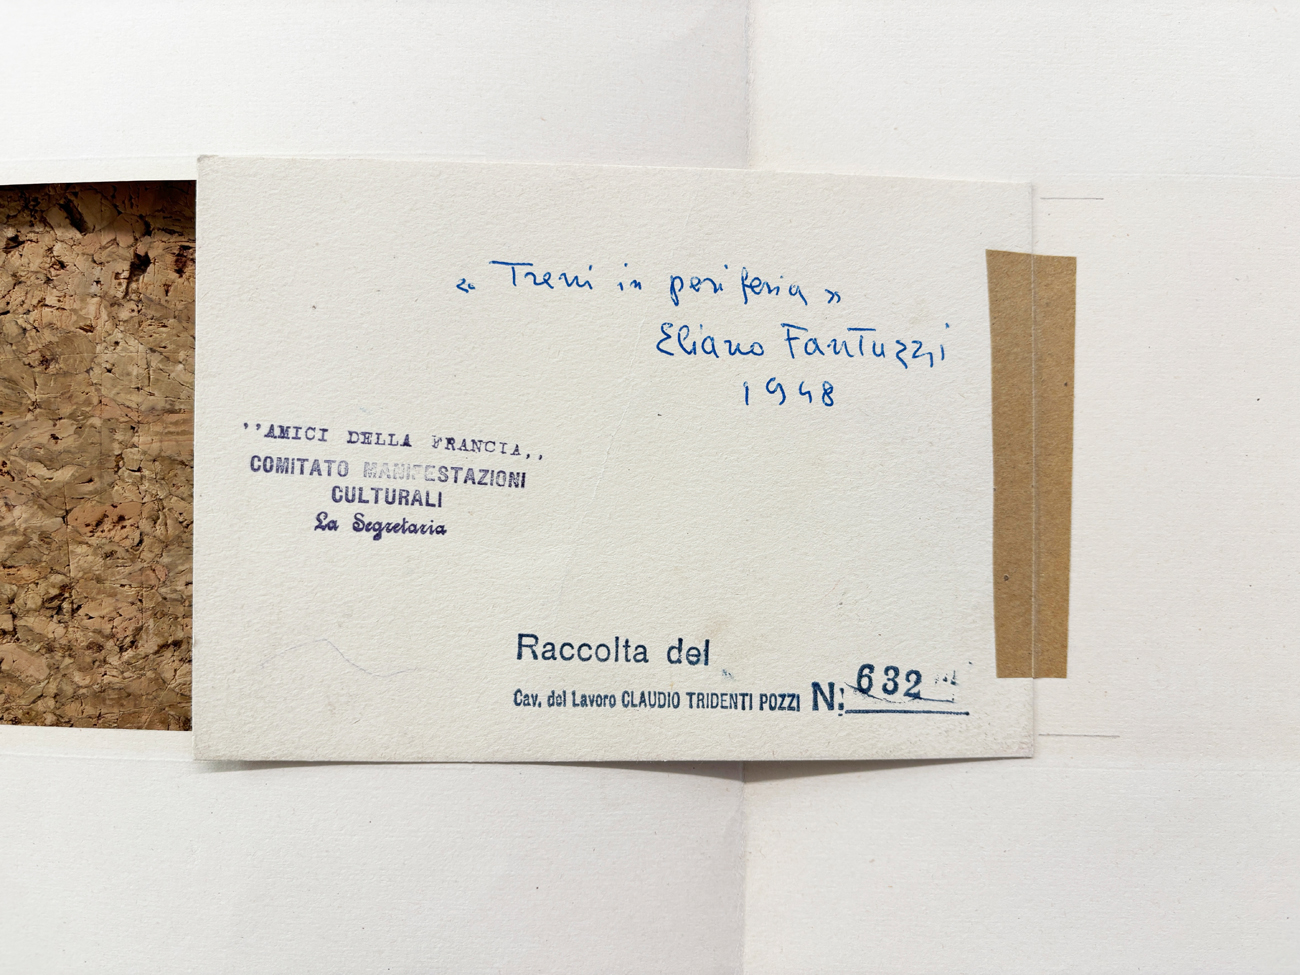 « Treni in periferia »
Eliano Fantuzzi
1948
''AMICI DELLA FRANCIA,,
COMITATO MANIFESTAZIONI
CULTURALI
La Segretaria
Raccolta del
Cav. del Lavoro CLAUDIO TRIDENTI POZZI N: 632